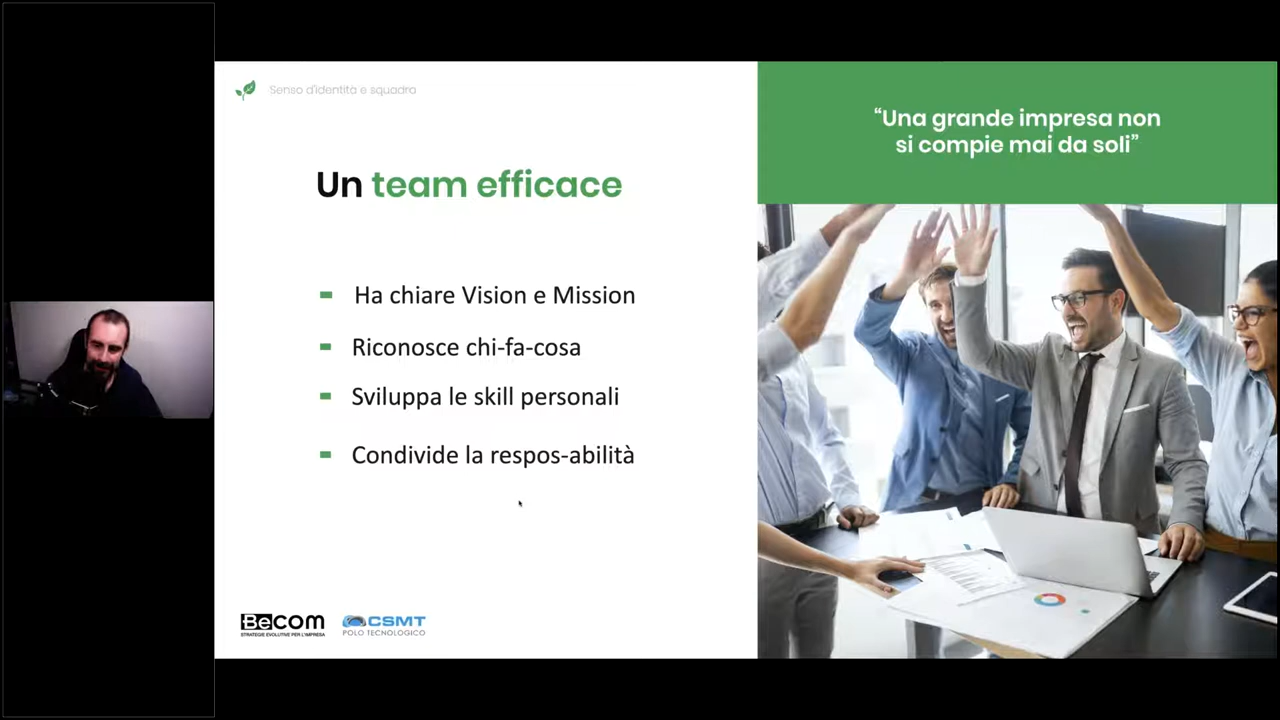 Senso d'identità e squadra
“Una grande impresa non
si compie mai da soli”
Un team efficace
Ha chiare Vision e Mission
Riconosce chi-fa-cosa
Sviluppa le skill personali
Condivide la respos-abilità
Becom
STRATEGIE EVOLUTIVE PER L'IMPRESA
CSMT
POLO TECNOLOGICO